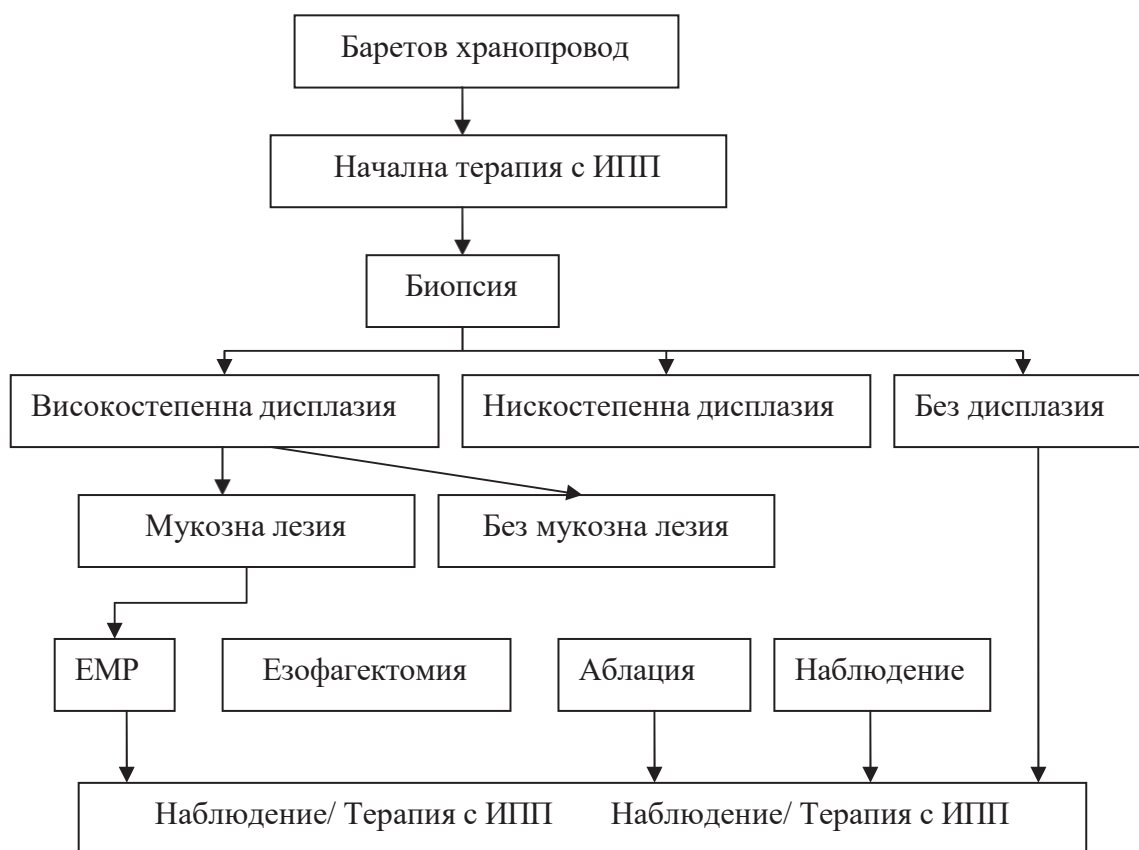 Баретов хранопровод
Начална терапия с ИПП
Биопсия
Високостепенна дисплазия
Нискостепенна дисплазия
Без дисплазия
Мукозна лезия
Без мукозна лезия
ЕМР
Езофагектомия
Аблация
Наблюдение
Наблюдение/ Терапия с ИПП
Наблюдение/ Терапия с ИПП